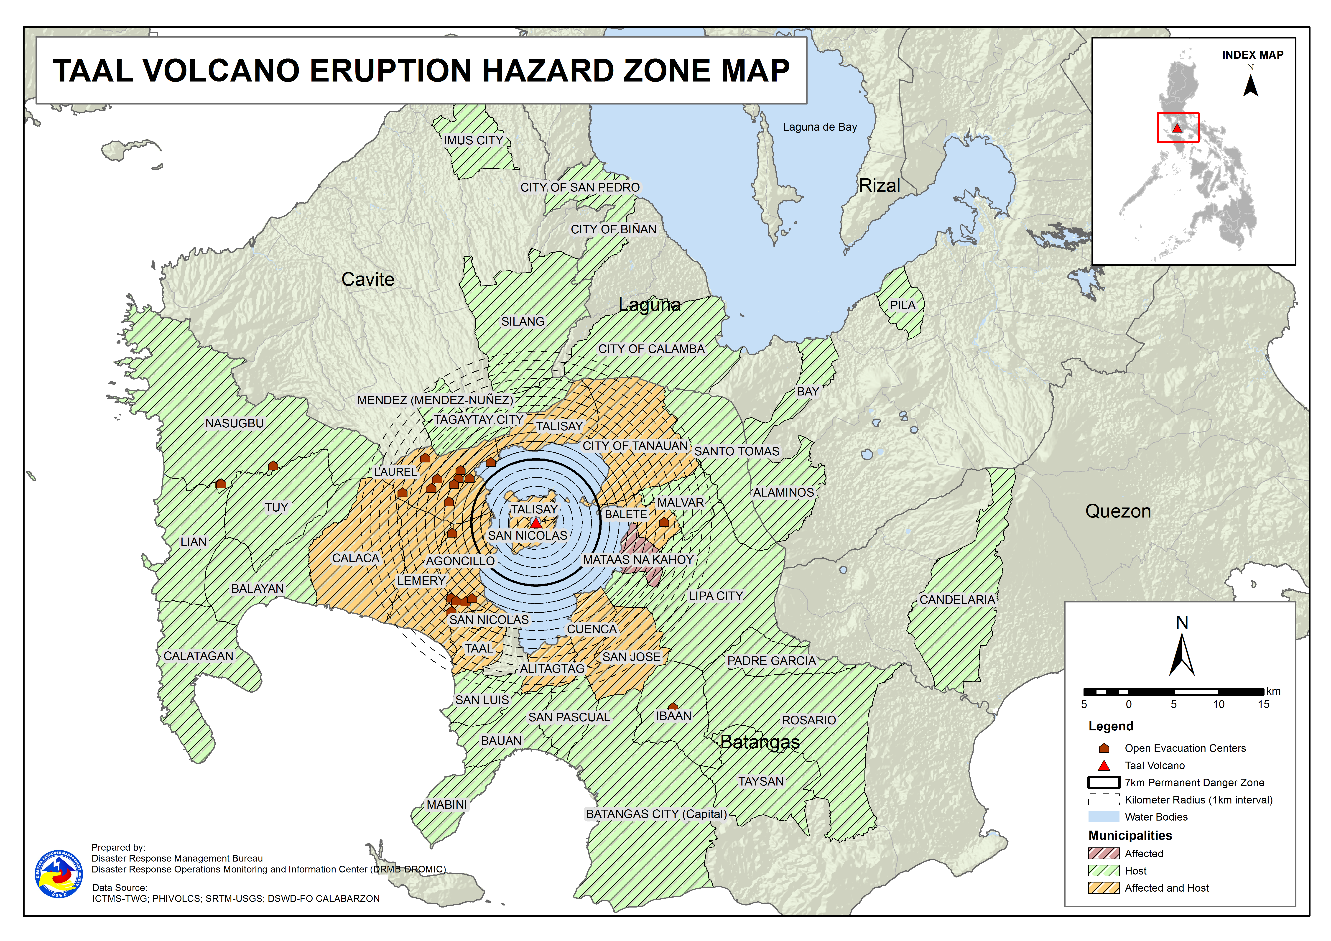 TAAL VOLCANO ERUPTION HAZARD ZONE MAP
INDEX MAP
N
Laguna de Bay
IMUS CITY
Rizal
CITY OF SAN PEDRO
CITY OF BIÑAN
Cavite
Laguna
PILA
SILANG
CITY OF CALAMBA
BAY
MENDEZ (MENDEZ-NUÑEZ)
TAGAYTAY CITY
NASUGBU
TALISAY
CITY OF TANAUAN
SANTO TOMAS
LAUREL
ALAMINOS
MALVAR
TUY
TALISAY
BALETE
Quezon
SAN NICOLAS
LIAN
CALACA
AGONCILLO
MATAAS NA KAHOY
LEMERY
BALAYAN
LIPA CITY
CANDELARIA
SAN NICOLAS
CUENCA
TAAL
CALATAGAN
SAN JOSE
PADRE GARCIA
ALITAGTAG
SAN LUIS
SAN PASCUAL
IBAAN
ROSARIO
BAUAN
Batangas
TAYSAN
MABINI
BATANGAS CITY (Capital)
N
km
5 0 5 10 15
Legend
Open Evacuation Centers
Taal Volcano
7km Permanent Danger Zone
Kilometer Radius (1km interval)
Water Bodies
Municipalities
Affected
Host
Affected and Host
Prepared by:
Disaster Response Management Bureau
Disaster Response Operations Monitoring and Information Center (DRMB-DROMIC)
Data Source:
ICTMS-TWG; PHIVOLCS; SRTM-USGS; DSWD-FO CALABARZON